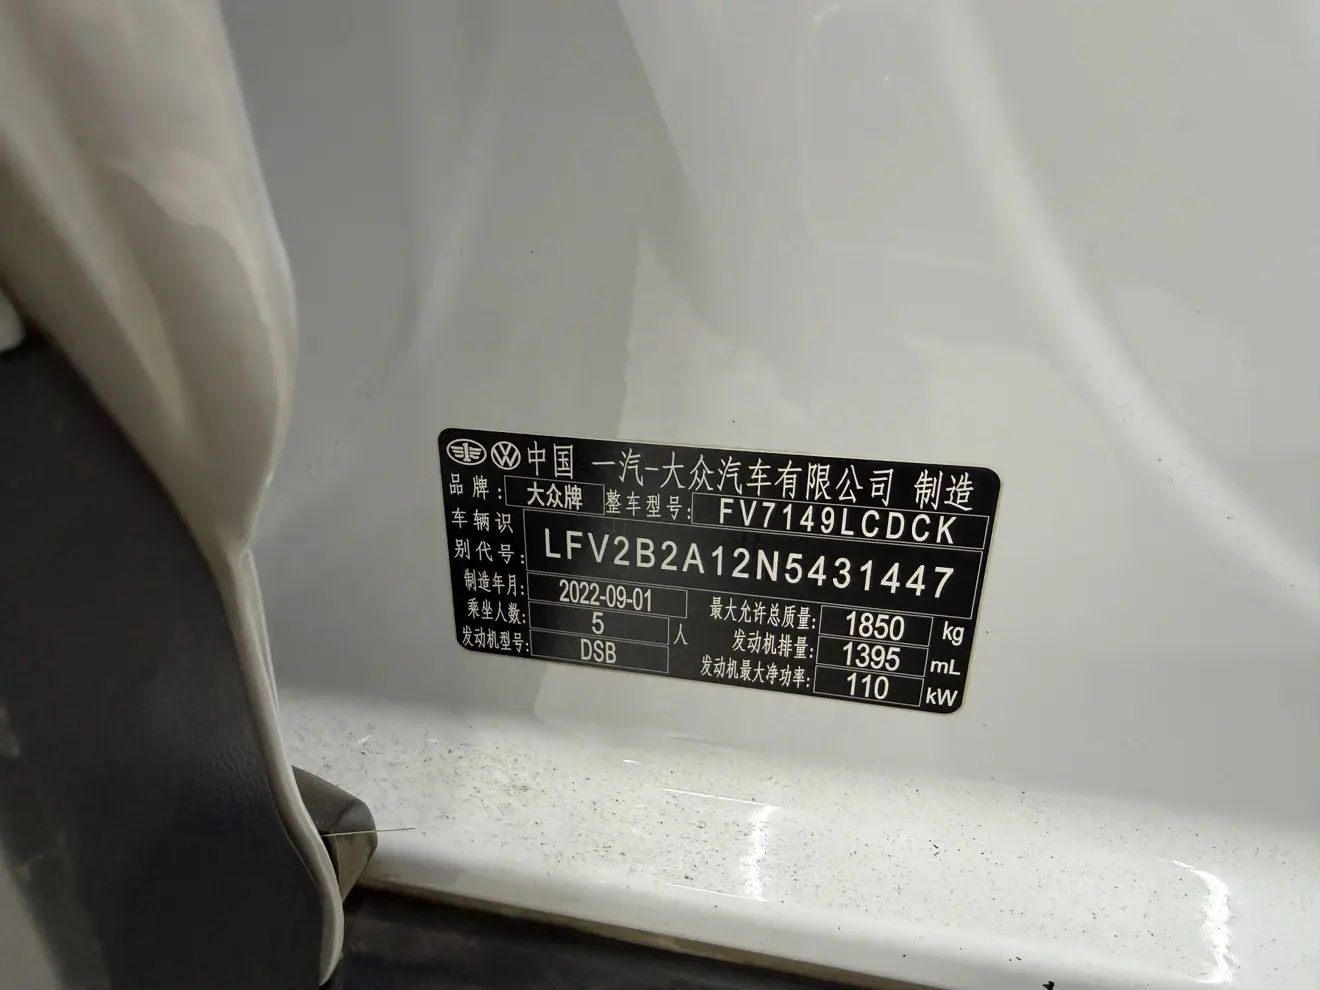 中国 一汽-大众汽车有限公司 制造
品牌: 大众牌 整车型号: FV7149LCDCK
车辆识别代号: LFV2B2A12N5431447
制造年月: 2022-09-01 最大允许总质量: 1850 kg
乘坐人数: 5 人 发动机排量: 1395 mL
发动机型号: DSB 发动机最大净功率: 110 kW